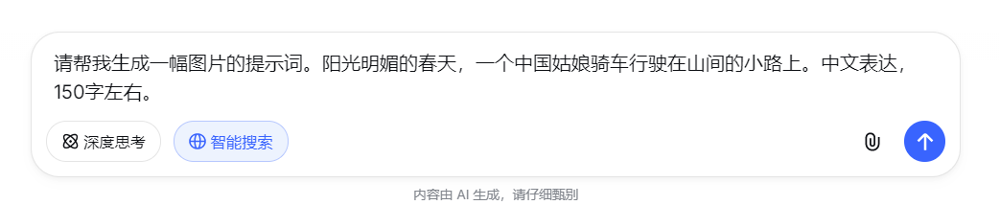 请帮我生成一幅图片的提示词。阳光明媚的春天，一个中国姑娘骑车行驶在山间的小路上。中文表达，
150字左右。
深度思考 智能搜索
内容由 AI 生成，请仔细甄别